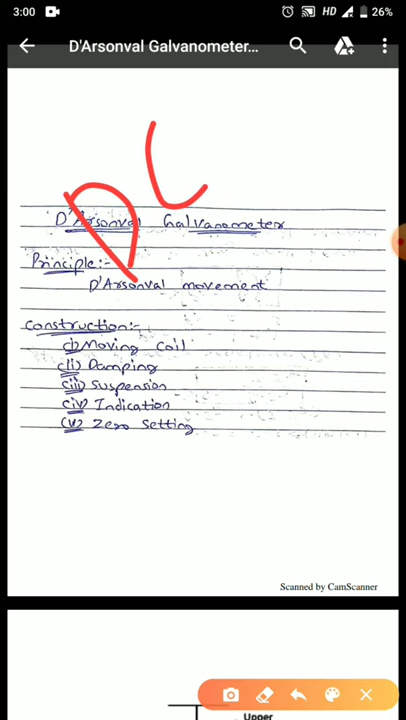 3:00 HD 26%
D'Arsonval Galvanometer...
DC
D'Arsonval Galvanometer
Principle:-
D'Arsonval movement
Construction:-
(i) Moving coil
(ii) Damping
(iii) Suspension
(iv) Indication
(v) Zero Setting
Scanned by CamScanner
Upper